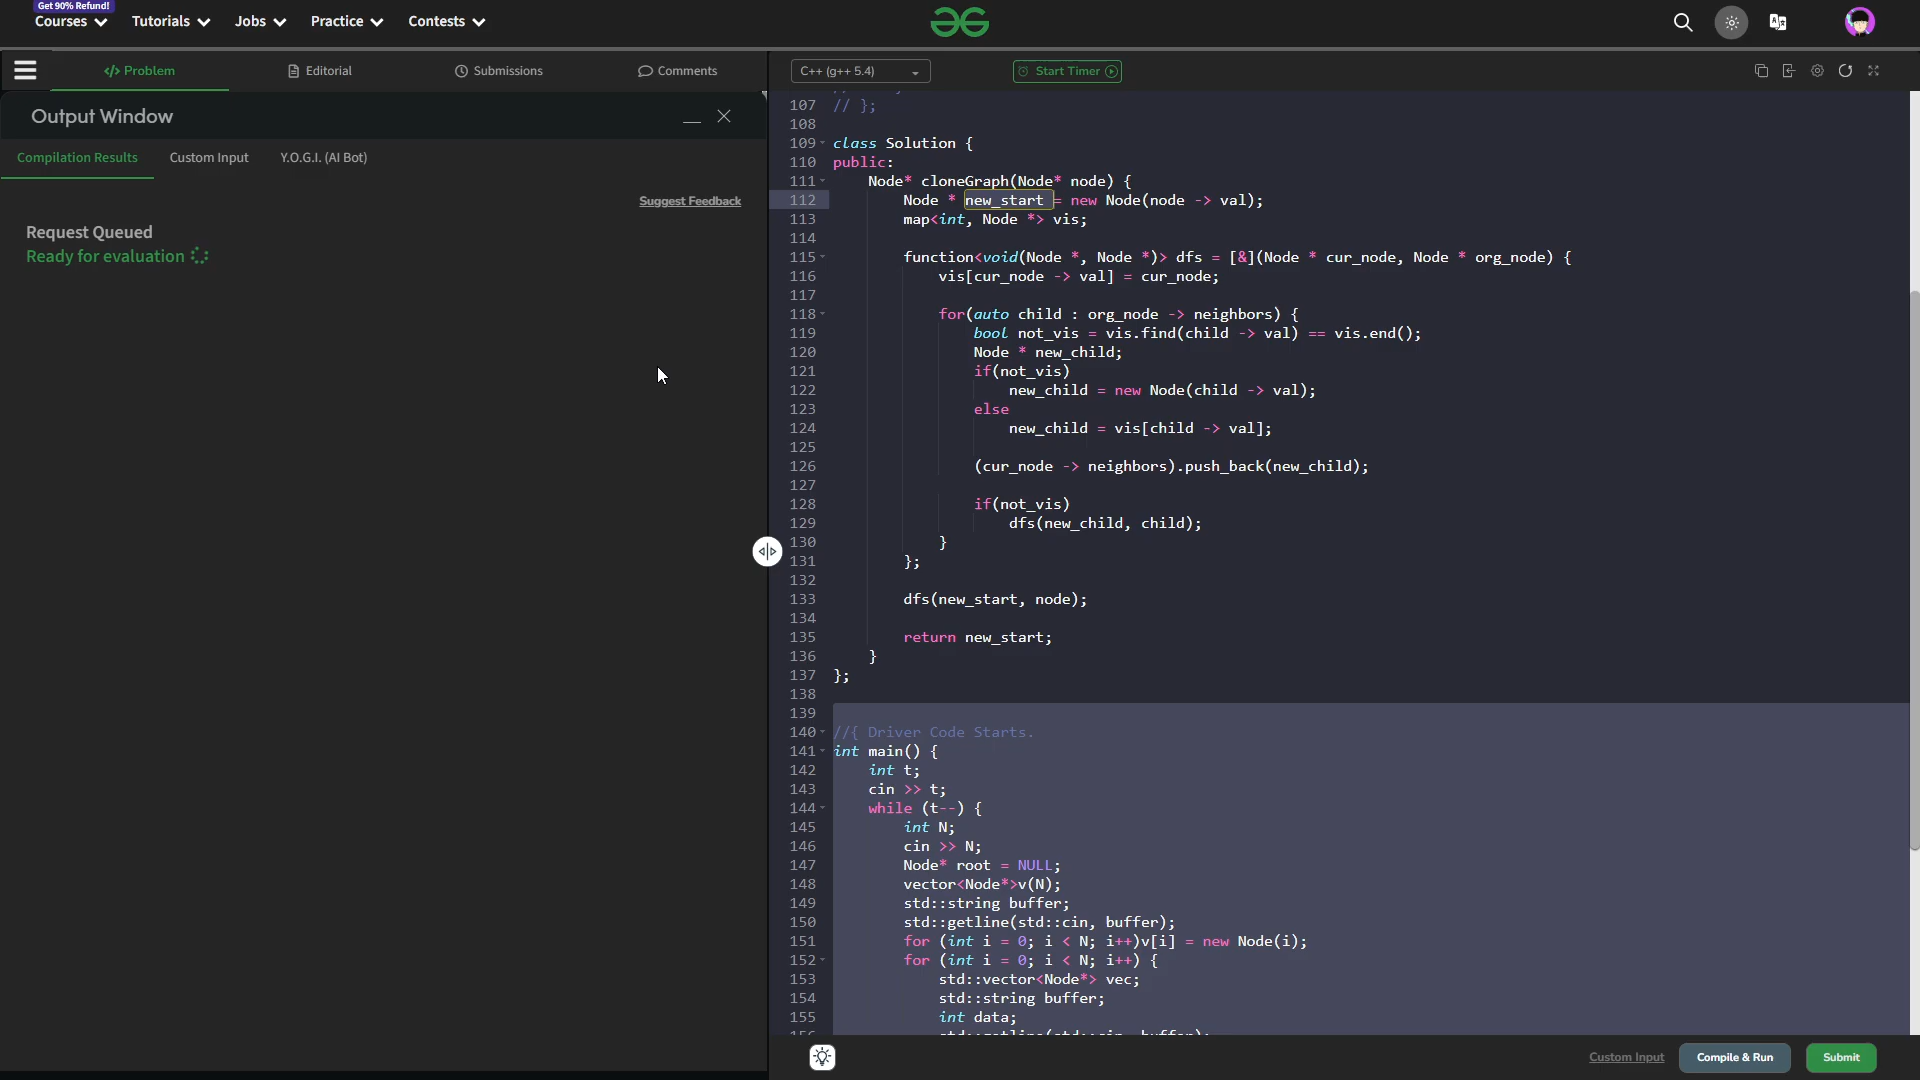 Get 90% Refund!
Courses
Tutorials
Jobs
Practice
Contests
</> Problem
Editorial
Submissions
Comments
C++ (g++ 5.4)
Start Timer
Output Window
Compilation Results
Custom Input
Y.O.G.I. (AI Bot)
Suggest Feedback
Request Queued
Ready for evaluation
107 // };
108
109 class Solution {
110 public:
111     Node* cloneGraph(Node* node) {
112         Node * new_start = new Node(node -> val);
113         map<int, Node *> vis;
114
115         function<void(Node *, Node *)> dfs = [&](Node * cur_node, Node * org_node) {
116             vis[cur_node -> val] = cur_node;
117
118             for(auto child : org_node -> neighbors) {
119                 bool not_vis = vis.find(child -> val) == vis.end();
120                 Node * new_child;
121                 if(not_vis)
122                     new_child = new Node(child -> val);
123                 else
124                     new_child = vis[child -> val];
125
126                 (cur_node -> neighbors).push_back(new_child);
127
128                 if(not_vis)
129                     dfs(new_child, child);
130             }
131         };
132
133         dfs(new_start, node);
134
135         return new_start;
136     }
137 };
138
139
140 //{ Driver Code Starts.
141 int main() {
142     int t;
143     cin >> t;
144     while (t--) {
145         int N;
146         cin >> N;
147         Node* root = NULL;
148         vector<Node*>v(N);
149         std::string buffer;
150         std::getline(std::cin, buffer);
151         for (int i = 0; i < N; i++)v[i] = new Node(i);
152         for (int i = 0; i < N; i++) {
153             std::vector<Node*> vec;
154             std::string buffer;
155             int data;
Custom Input
Compile & Run
Submit